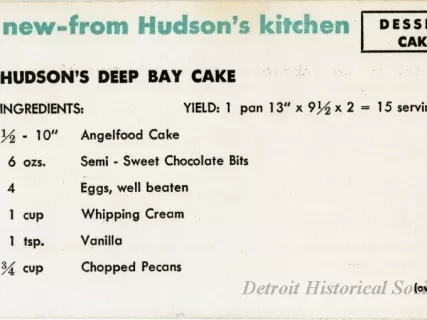 new-from Hudson's kitchen
DESSE
CAK
HUDSON'S DEEP BAY CAKE
INGREDIENTS: YIELD: 1 pan 13" x 9½ x 2 = 15 servin
½ - 10" Angelfood Cake
6 ozs. Semi - Sweet Chocolate Bits
4 Eggs, well beaten
1 cup Whipping Cream
1 tsp. Vanilla
¾ cup Chopped Pecans
Detroit Historical So
(o